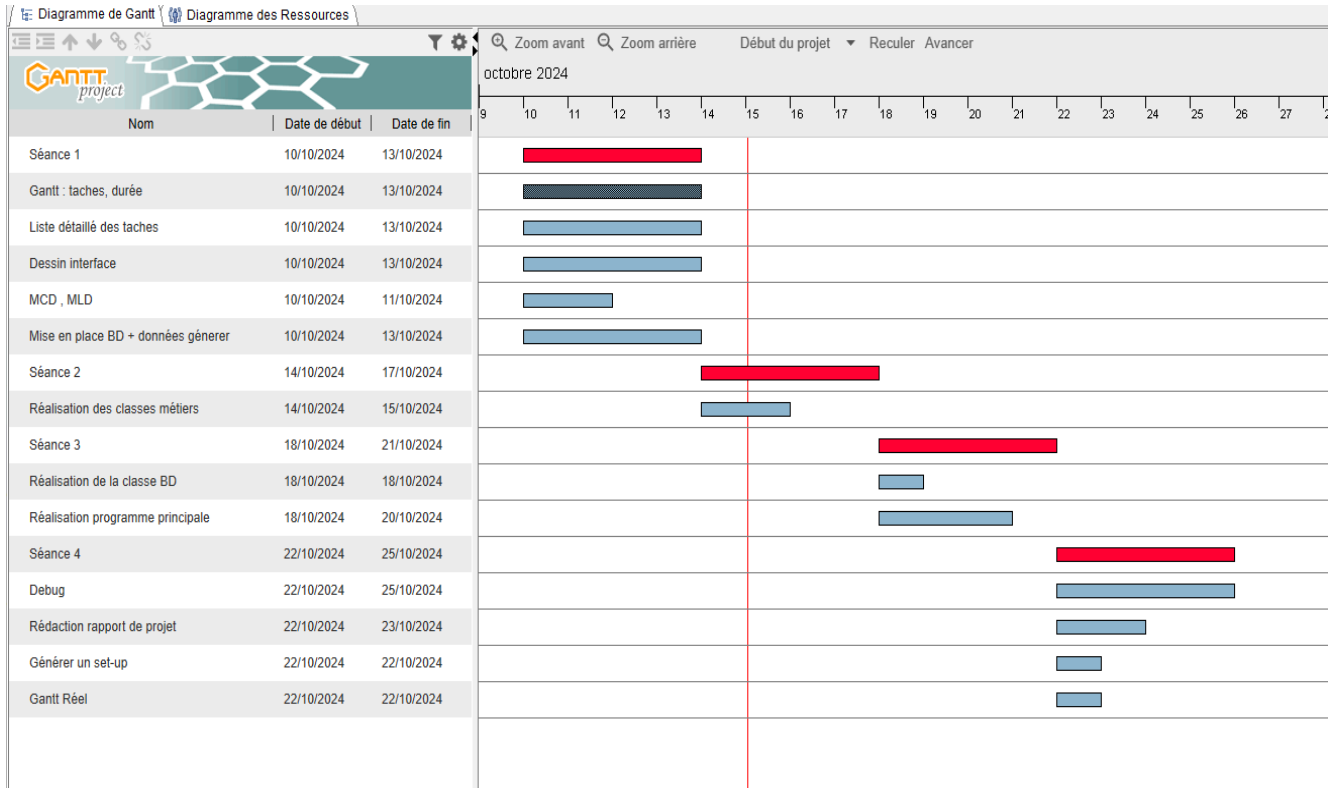 Diagramme de Gantt Diagramme des Ressources
Zoom avant Zoom arrière Début du projet Reculer Avancer
GANTT project
octobre 2024
9 10 11 12 13 14 15 16 17 18 19 20 21 22 23 24 25 26 27 2
Nom Date de début Date de fin
Séance 1 10/10/2024 13/10/2024
Gantt : taches, durée 10/10/2024 13/10/2024
Liste détaillé des taches 10/10/2024 13/10/2024
Dessin interface 10/10/2024 13/10/2024
MCD , MLD 10/10/2024 11/10/2024
Mise en place BD + données génerer 10/10/2024 13/10/2024
Séance 2 14/10/2024 17/10/2024
Réalisation des classes métiers 14/10/2024 15/10/2024
Séance 3 18/10/2024 21/10/2024
Réalisation de la classe BD 18/10/2024 18/10/2024
Réalisation programme principale 18/10/2024 20/10/2024
Séance 4 22/10/2024 25/10/2024
Debug 22/10/2024 25/10/2024
Rédaction rapport de projet 22/10/2024 23/10/2024
Générer un set-up 22/10/2024 22/10/2024
Gantt Réel 22/10/2024 22/10/2024